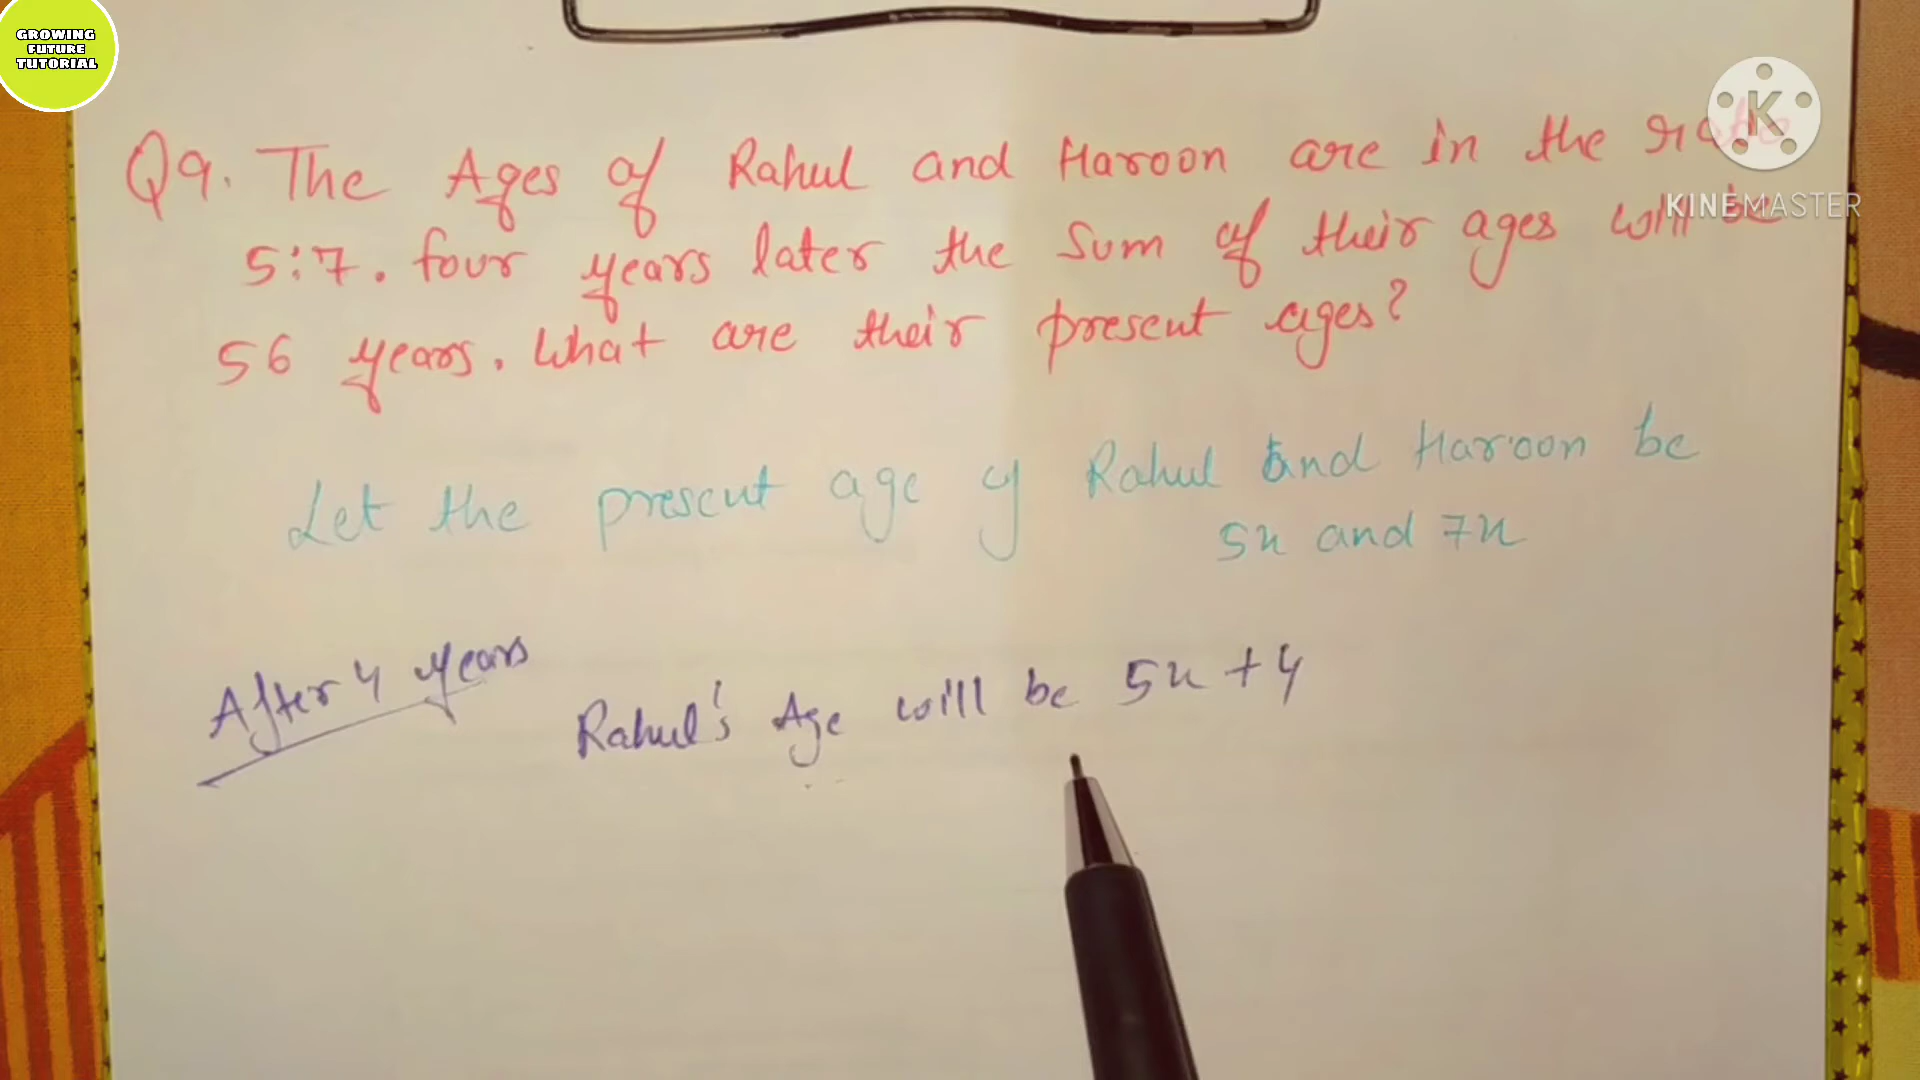 GROWING
FUTURE
TUTORIAL
K
KINEMASTER
Q9. The Ages of Rahul and Haroon are in the
5:7. four years later the sum of their ages will be
56 years. What are their present ages?
Let the present age of Rahul and Haroon be
5x and 7x
After 4 years
Rahul's Age will be 5x + 4